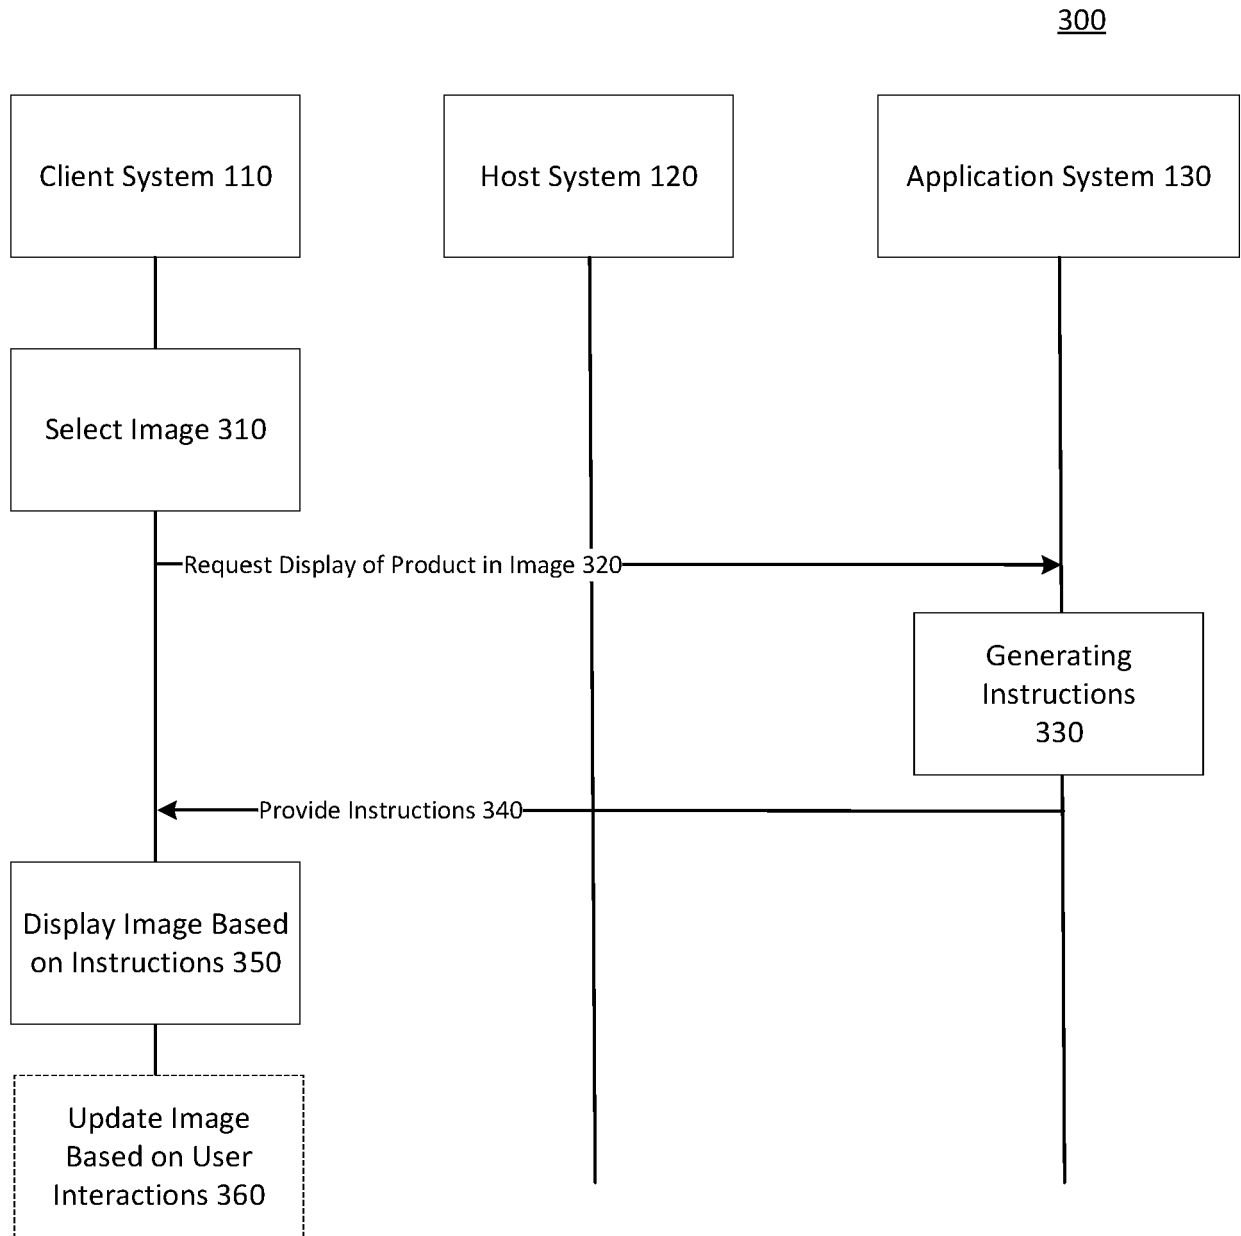 300
Client System 110
Host System 120
Application System 130
Select Image 310
Request Display of Product in Image 320
Generating
Instructions
330
Provide Instructions 340
Display Image Based
on Instructions 350
Update Image
Based on User
Interactions 360